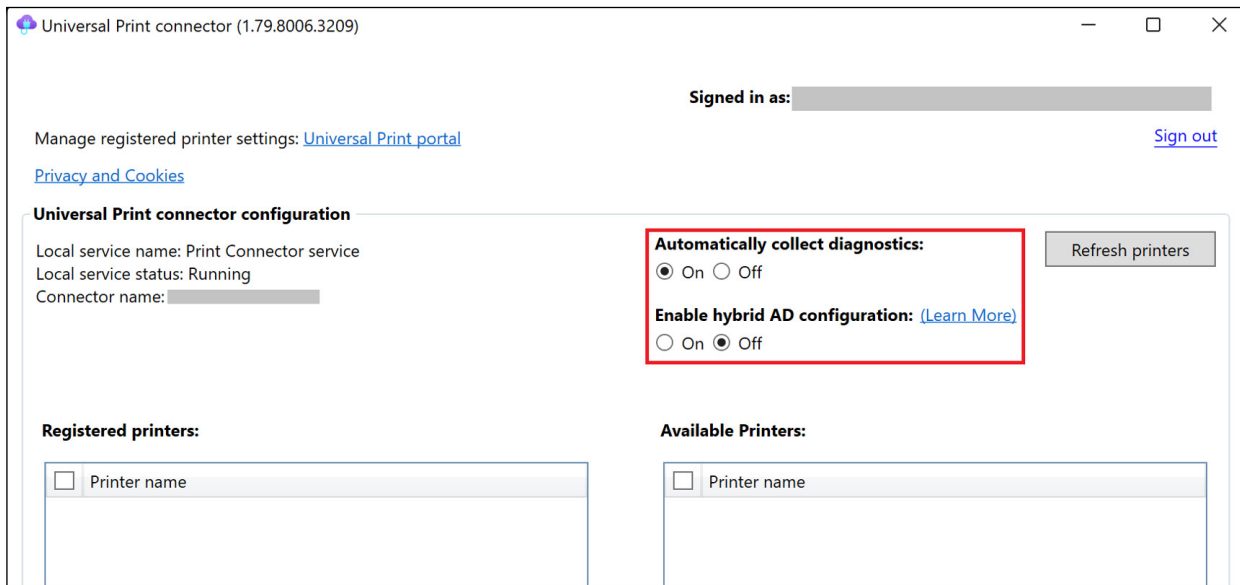 Universal Print connector (1.79.8006.3209)
Signed in as:
Manage registered printer settings: Universal Print portal
Sign out
Privacy and Cookies
Universal Print connector configuration
Local service name: Print Connector service
Local service status: Running
Connector name:
Automatically collect diagnostics:
On Off
Enable hybrid AD configuration: (Learn More)
On Off
Refresh printers
Registered printers:
Printer name
Available Printers:
Printer name